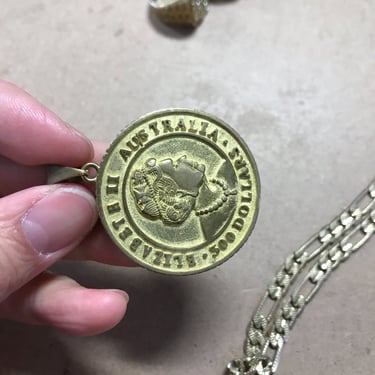 ELIZABETH II AUSTRALIA · 500 DOLLARS ·